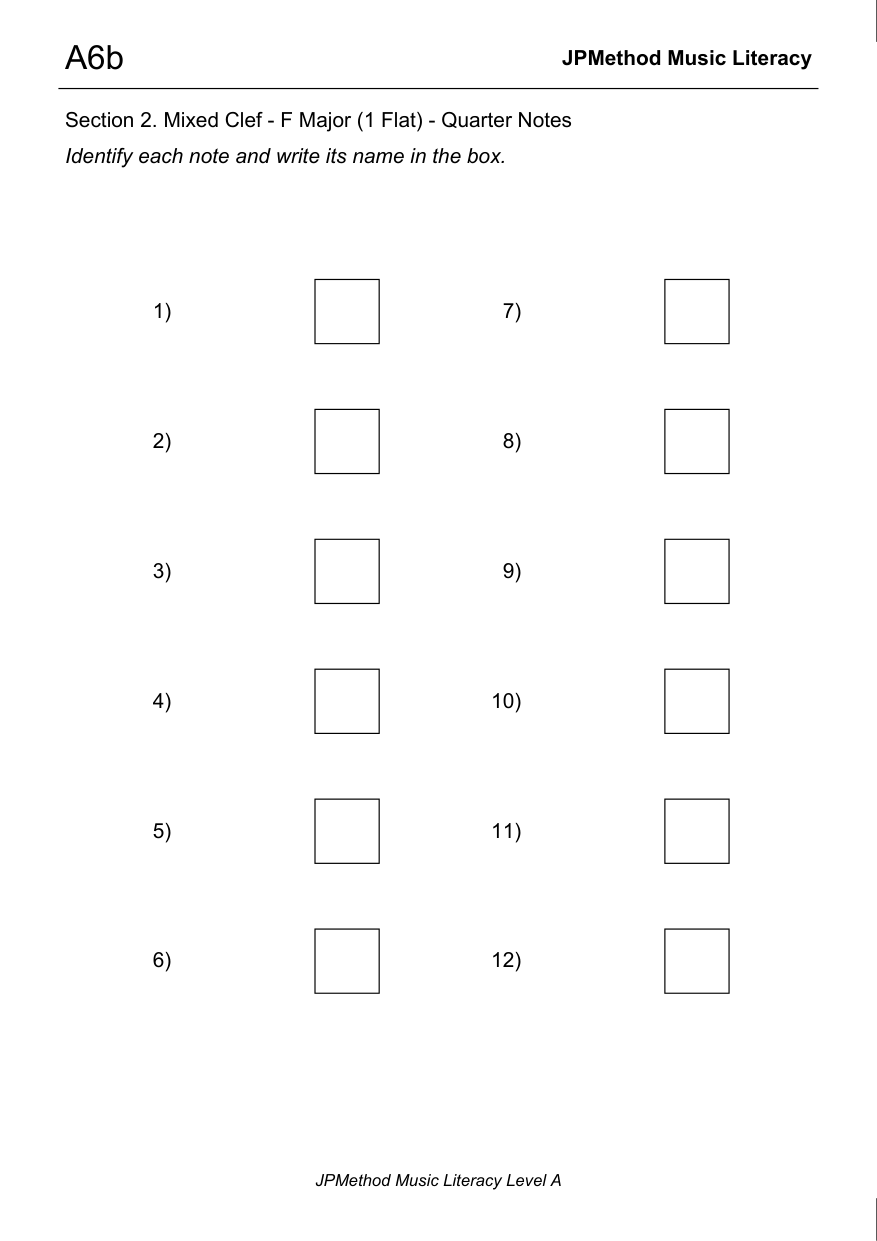 A6b
JPMethod Music Literacy
Section 2. Mixed Clef - F Major (1 Flat) - Quarter Notes
Identify each note and write its name in the box.
1)
7)
2)
8)
3)
9)
4)
10)
5)
11)
6)
12)
JPMethod Music Literacy Level A